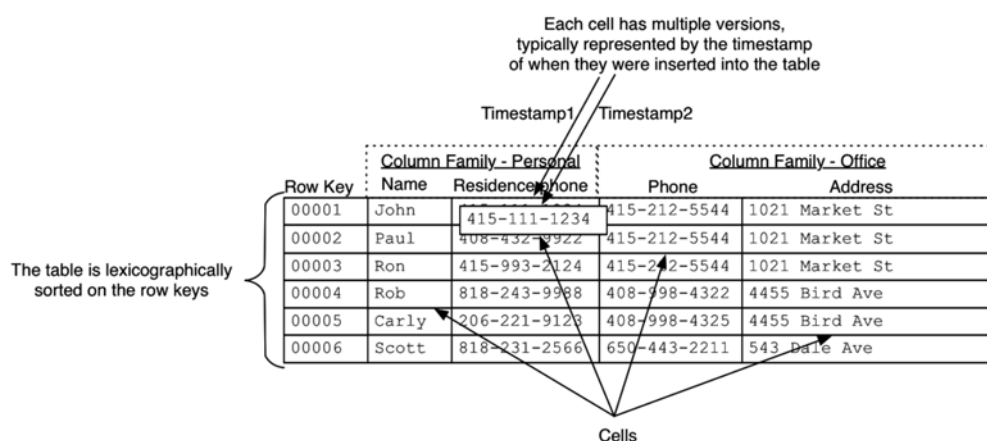 Each cell has multiple versions,
typically represented by the timestamp
of when they were inserted into the table
Timestamp1 Timestamp2
Column Family - Personal Column Family - Office
Row Key Name Residence phone Phone Address
00001 John 415-212-5544 1021 Market St
415-111-1234
00002 Paul 408-432-9922 415-212-5544 1021 Market St
00003 Ron 415-993-2124 415-212-5544 1021 Market St
The table is lexicographically
sorted on the row keys
00004 Rob 818-243-9988 408-998-4322 4455 Bird Ave
00005 Carly 206-221-9123 408-998-4325 4455 Bird Ave
00006 Scott 818-231-2566 650-443-2211 543 Dale Ave
Cells